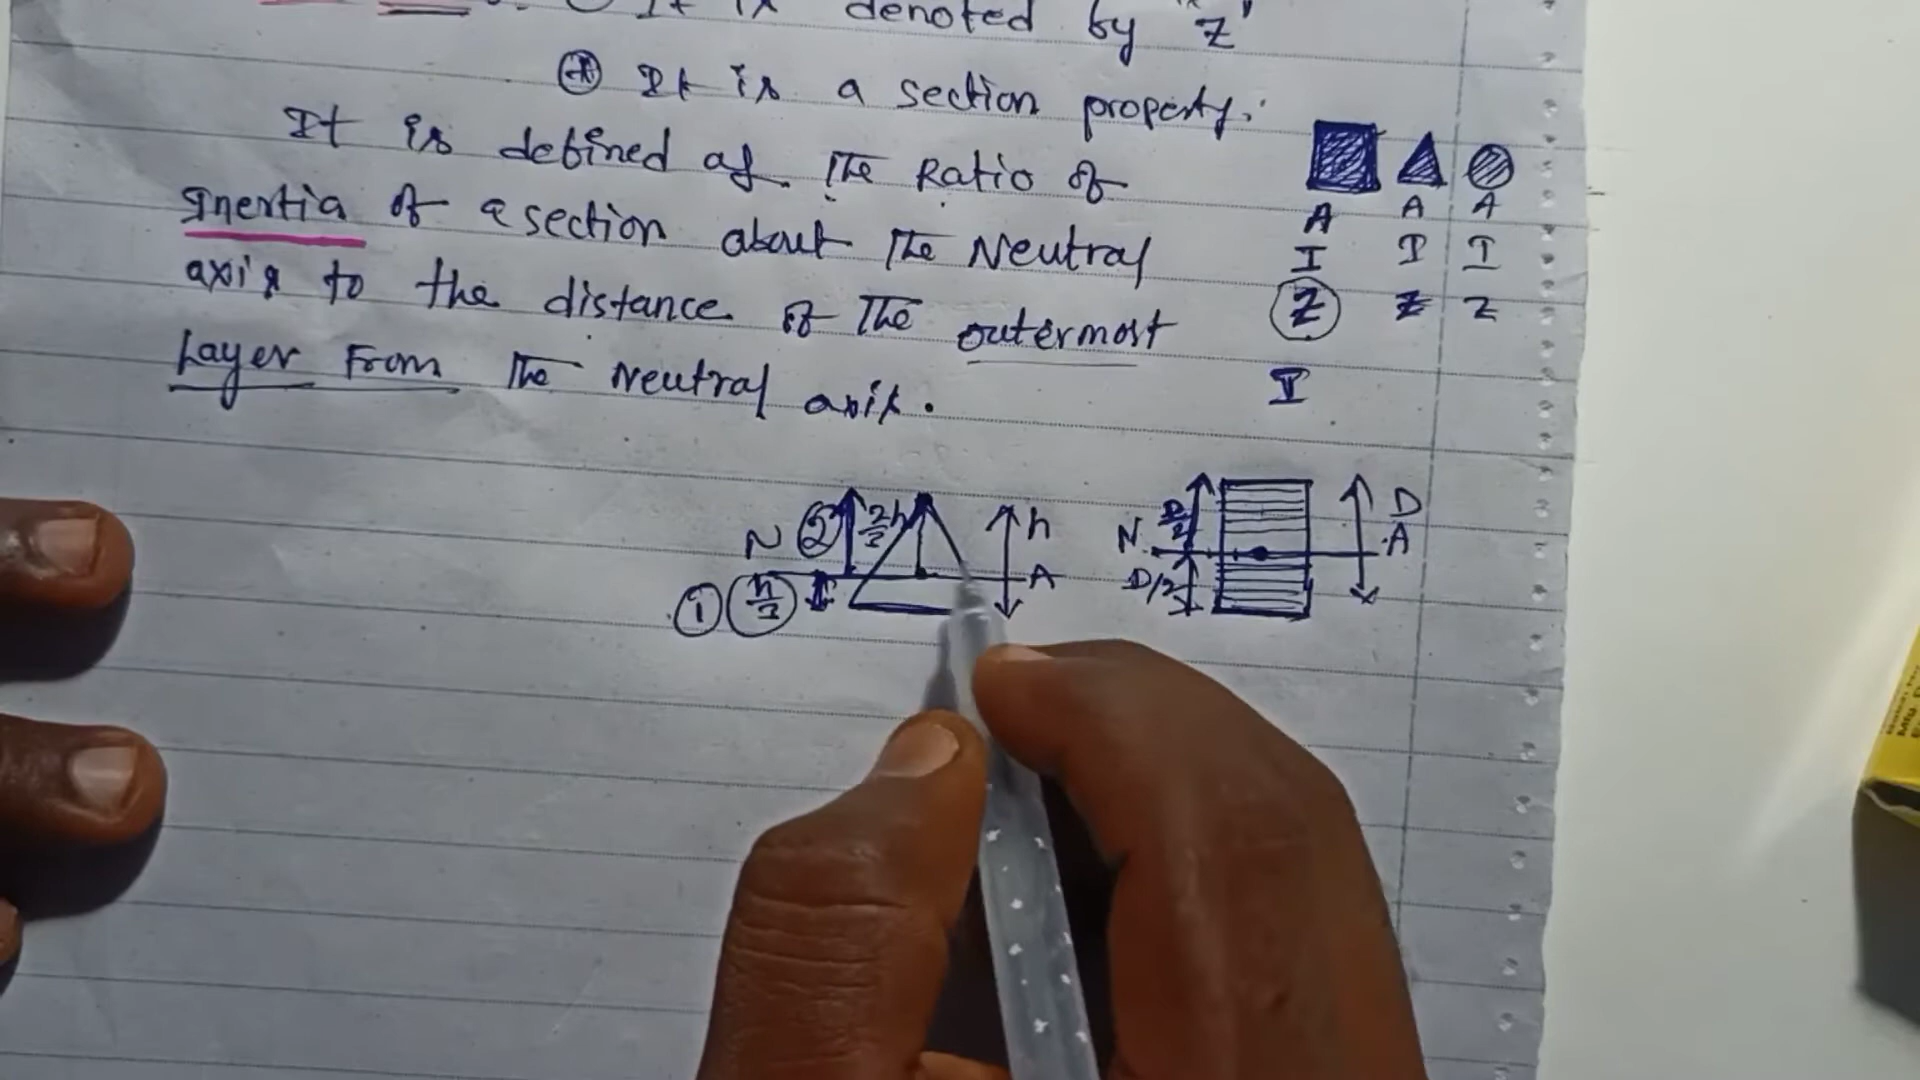 It is denoted by "Z"
It is a section property.
It is defined as The Ratio of
Inertia of a section about The Neutral
axis to the distance of The outermost
Layer From The Neutral axis.
A A A
I I I
Z Z Z
I
N 2 2h/3 h A
1 h/3
N D/2 D A
D/2